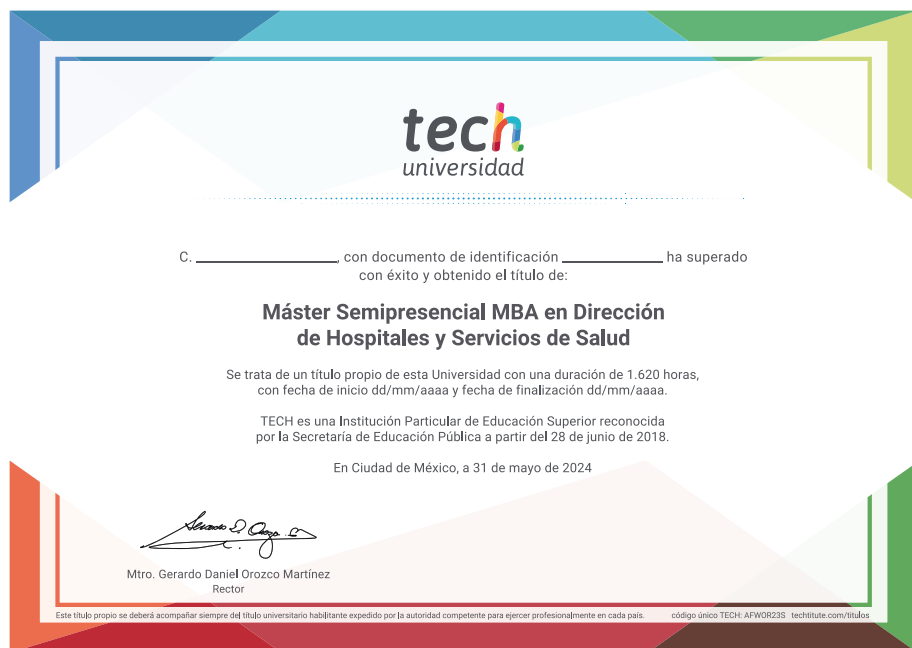 tech
universidad
C. ____________________, con documento de identificación ______________ ha superado
con éxito y obtenido el título de:
Máster Semipresencial MBA en Dirección
de Hospitales y Servicios de Salud
Se trata de un título propio de esta Universidad con una duración de 1.620 horas,
con fecha de inicio dd/mm/aaaa y fecha de finalización dd/mm/aaaa.
TECH es una Institución Particular de Educación Superior reconocida
por la Secretaría de Educación Pública a partir del 28 de junio de 2018.
En Ciudad de México, a 31 de mayo de 2024
Mtro. Gerardo Daniel Orozco Martínez
Rector
Este título propio se deberá acompañar siempre del título universitario habilitante expedido por la autoridad competente para ejercer profesionalmente en cada país. código único TECH: AFWOR23S techtitute.com/titulos